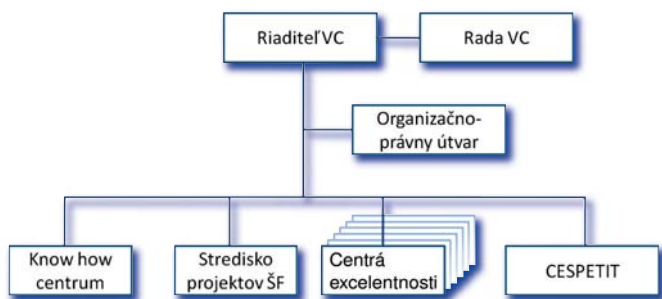 Riaditeľ VC
Rada VC
Organizačno-
právny útvar
Know how
centrum
Stredisko
projektov ŠF
Centrá
excelentnosti
CESPETIT